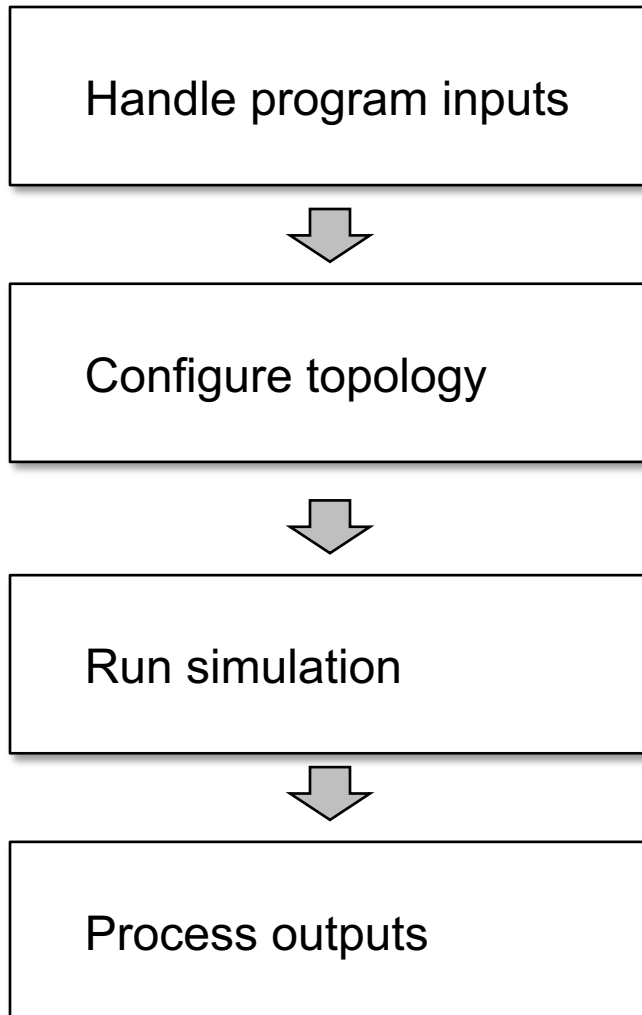 Handle program inputs
Configure topology
Run simulation
Process outputs